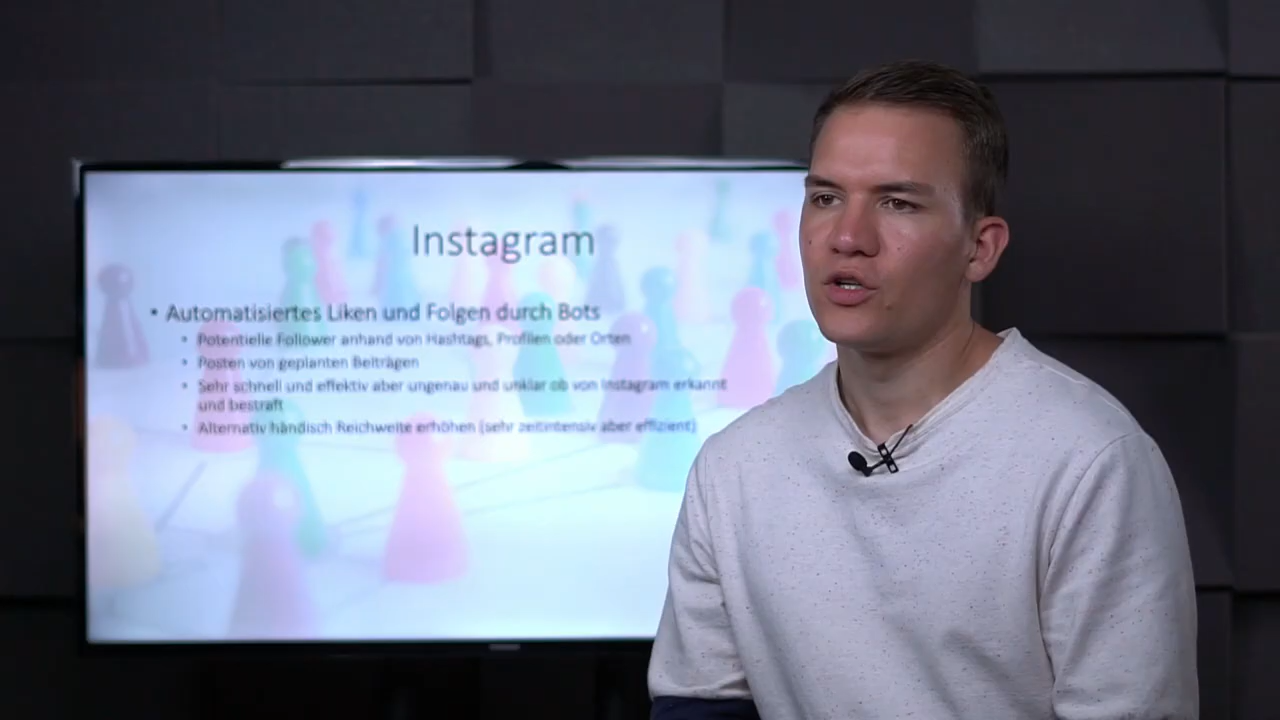 Instagram
• Automatisiertes Liken und Folgen durch Bots
• Potentielle Follower anhand von Hashtags, Profilen oder Orten
• Posten von geplanten Beiträgen
• Sehr schnell und effektiv aber ungenau und unklar ob von Instagram erkannt
und bestraft
• Alternativ händisch Reichweite erhöhen (sehr zeitintensiv aber effizient)